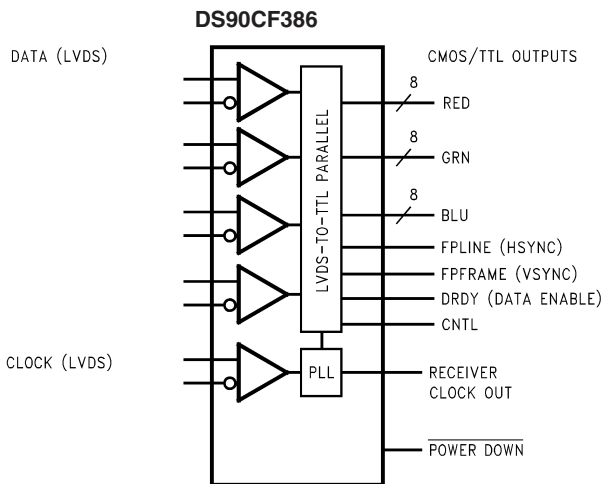 DS90CF386
DATA (LVDS)
CMOS/TTL OUTPUTS
8
RED
8
GRN
8
BLU
LVDS-TO-TTL PARALLEL
FPLINE (HSYNC)
FPFRAME (VSYNC)
DRDY (DATA ENABLE)
CNTL
CLOCK (LVDS)
PLL
RECEIVER
CLOCK OUT
POWER DOWN